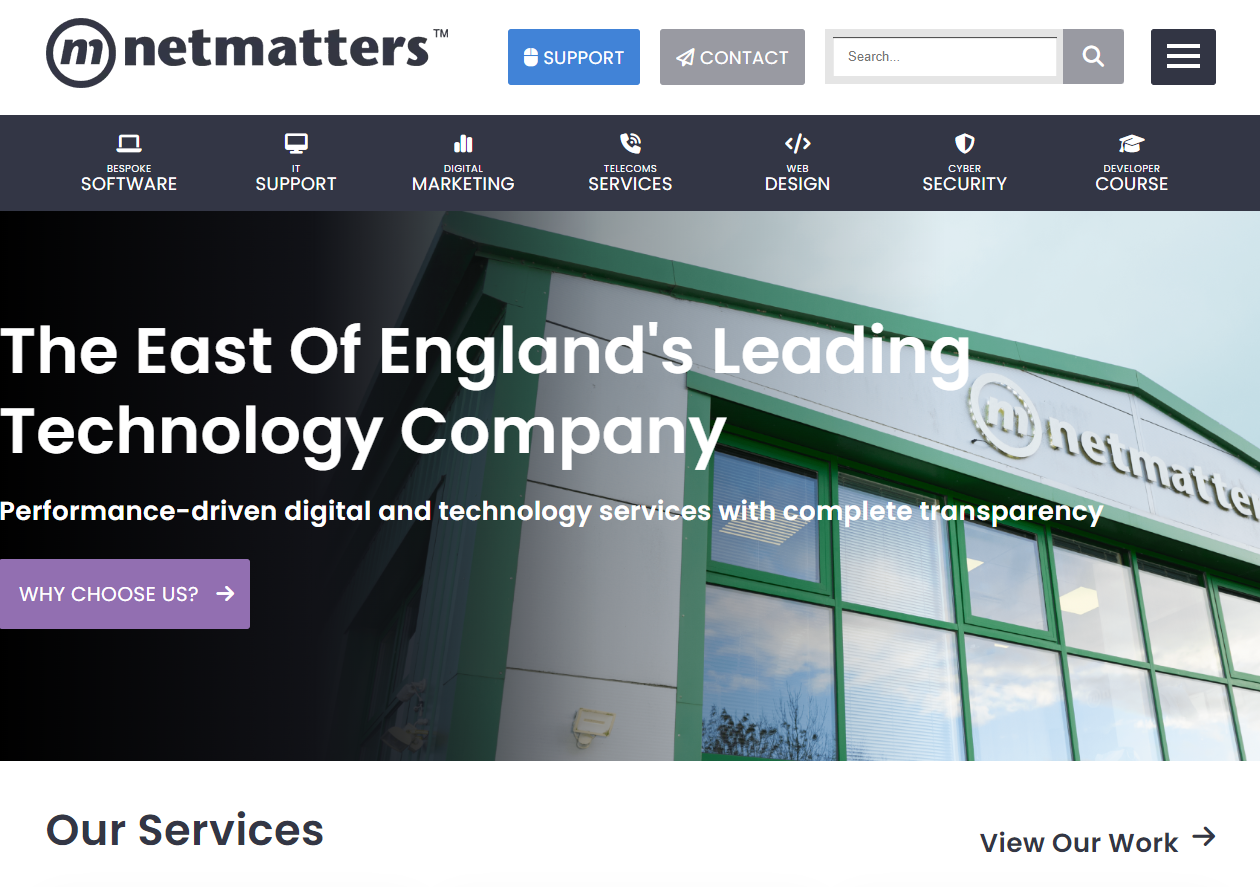 m netmatters™
SUPPORT
CONTACT
Search...
BESPOKE
SOFTWARE
IT
SUPPORT
DIGITAL
MARKETING
TELECOMS
SERVICES
WEB
DESIGN
CYBER
SECURITY
DEVELOPER
COURSE
The East Of England's Leading
Technology Company
m netmatter
Performance-driven digital and technology services with complete transparency
WHY CHOOSE US?
Our Services
View Our Work